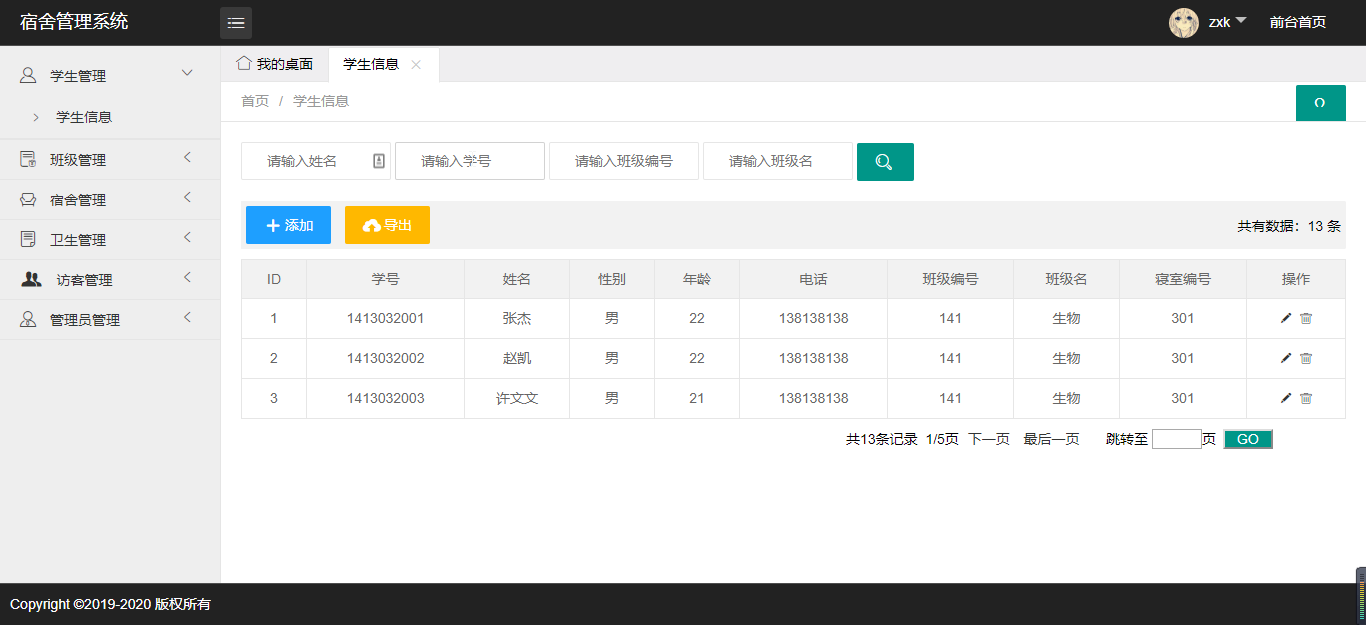 宿舍管理系统
zxk
前台首页
学生管理
学生信息
班级管理
宿舍管理
卫生管理
访客管理
管理员管理
我的桌面
学生信息
首页 / 学生信息
请输入姓名 请输入学号 请输入班级编号 请输入班级名
添加 导出 共有数据：13 条
ID 学号 姓名 性别 年龄 电话 班级编号 班级名 寝室编号 操作
1 1413032001 张杰 男 22 138138138 141 生物 301
2 1413032002 赵凯 男 22 138138138 141 生物 301
3 1413032003 许文文 男 21 138138138 141 生物 301
共13条记录 1/5页 下一页 最后一页 跳转至 页 GO
Copyright ©2019-2020 版权所有